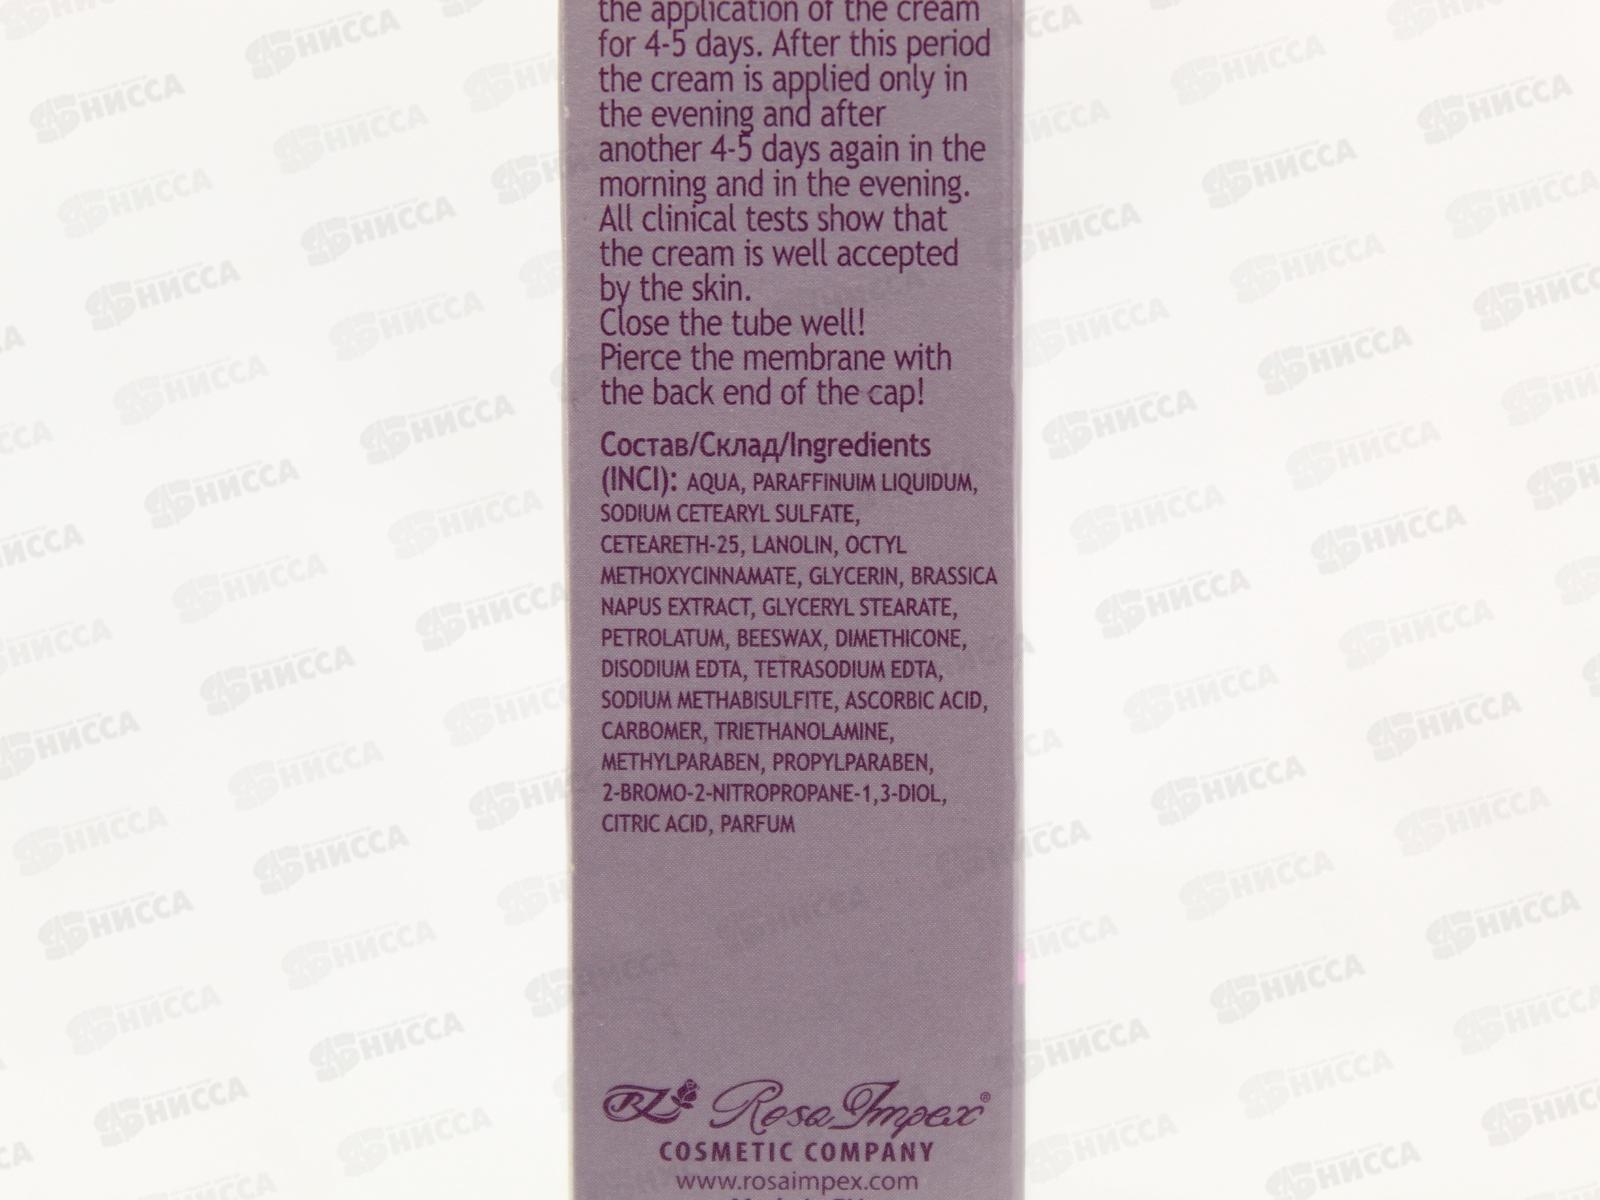 the application of the cream
for 4-5 days. After this period
the cream is applied only in
the evening and after
another 4-5 days again in the
morning and in the evening.
All clinical tests show that
the cream is well accepted
by the skin.
Close the tube well!
Pierce the membrane with
the back end of the cap!
Состав/Склад/Ingredients
(INCI): AQUA, PARAFFINUIM LIQUIDUM,
SODIUM CETEARYL SULFATE,
CETEARETH-25, LANOLIN, OCTYL
METHOXYCINNAMATE, GLYCERIN, BRASSICA
NAPUS EXTRACT, GLYCERYL STEARATE,
PETROLATUM, BEESWAX, DIMETHICONE,
DISODIUM EDTA, TETRASODIUM EDTA,
SODIUM METHABISULFITE, ASCORBIC ACID,
CARBOMER, TRIETHANOLAMINE,
METHYLPARABEN, PROPYLPARABEN,
2-BROMO-2-NITROPROPANE-1,3-DIOL,
CITRIC ACID, PARFUM
Rosa Impex®
COSMETIC COMPANY
www.rosaimpex.com
НИССА